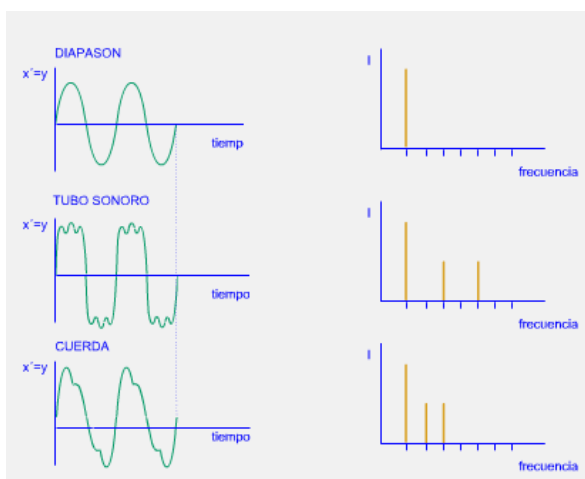 DIAPASON
x´=y
I
tiemp
frecuencia
TUBO SONORO
x´=y
I
tiempo
frecuencia
CUERDA
x´=y
I
tiempo
frecuencia